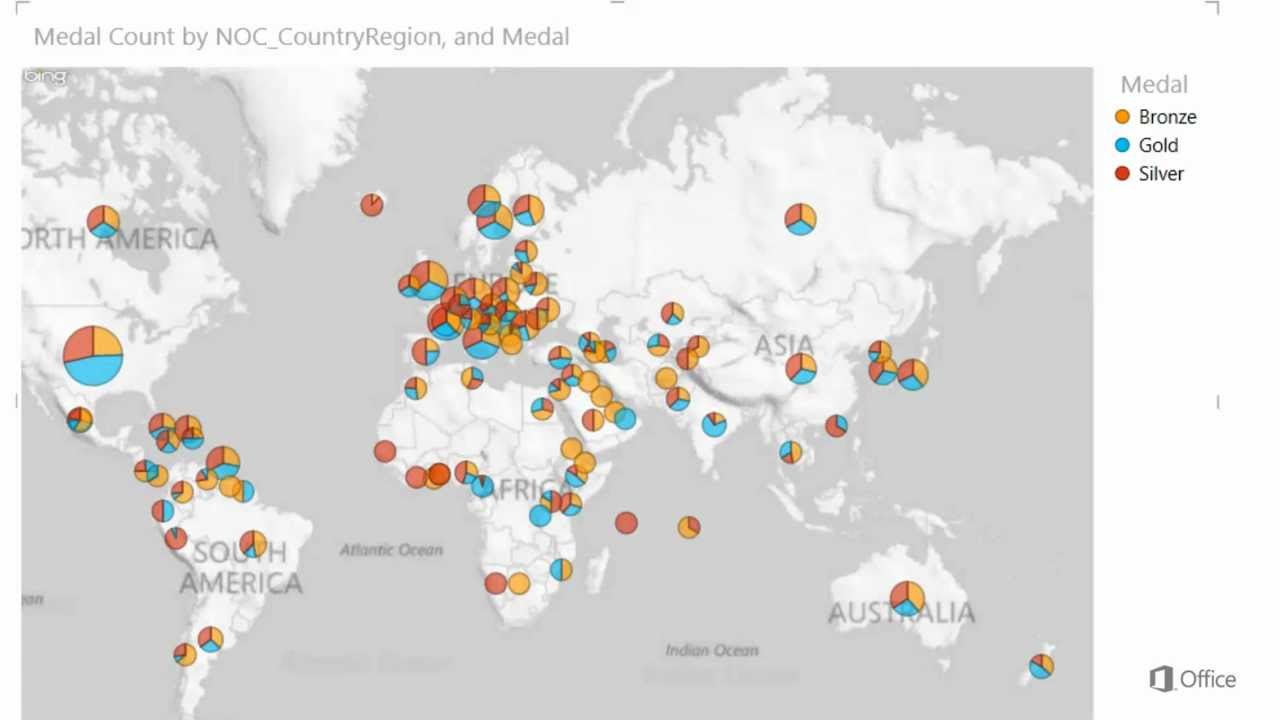 Medal Count by NOC_CountryRegion, and Medal
bing
Medal
Bronze
Gold
Silver
ORTH AMERICA
EUROPE
ASIA
AFRICA
Atlantic Ocean
SOUTH
AMERICA
AUSTRALIA
Indian Ocean
Office